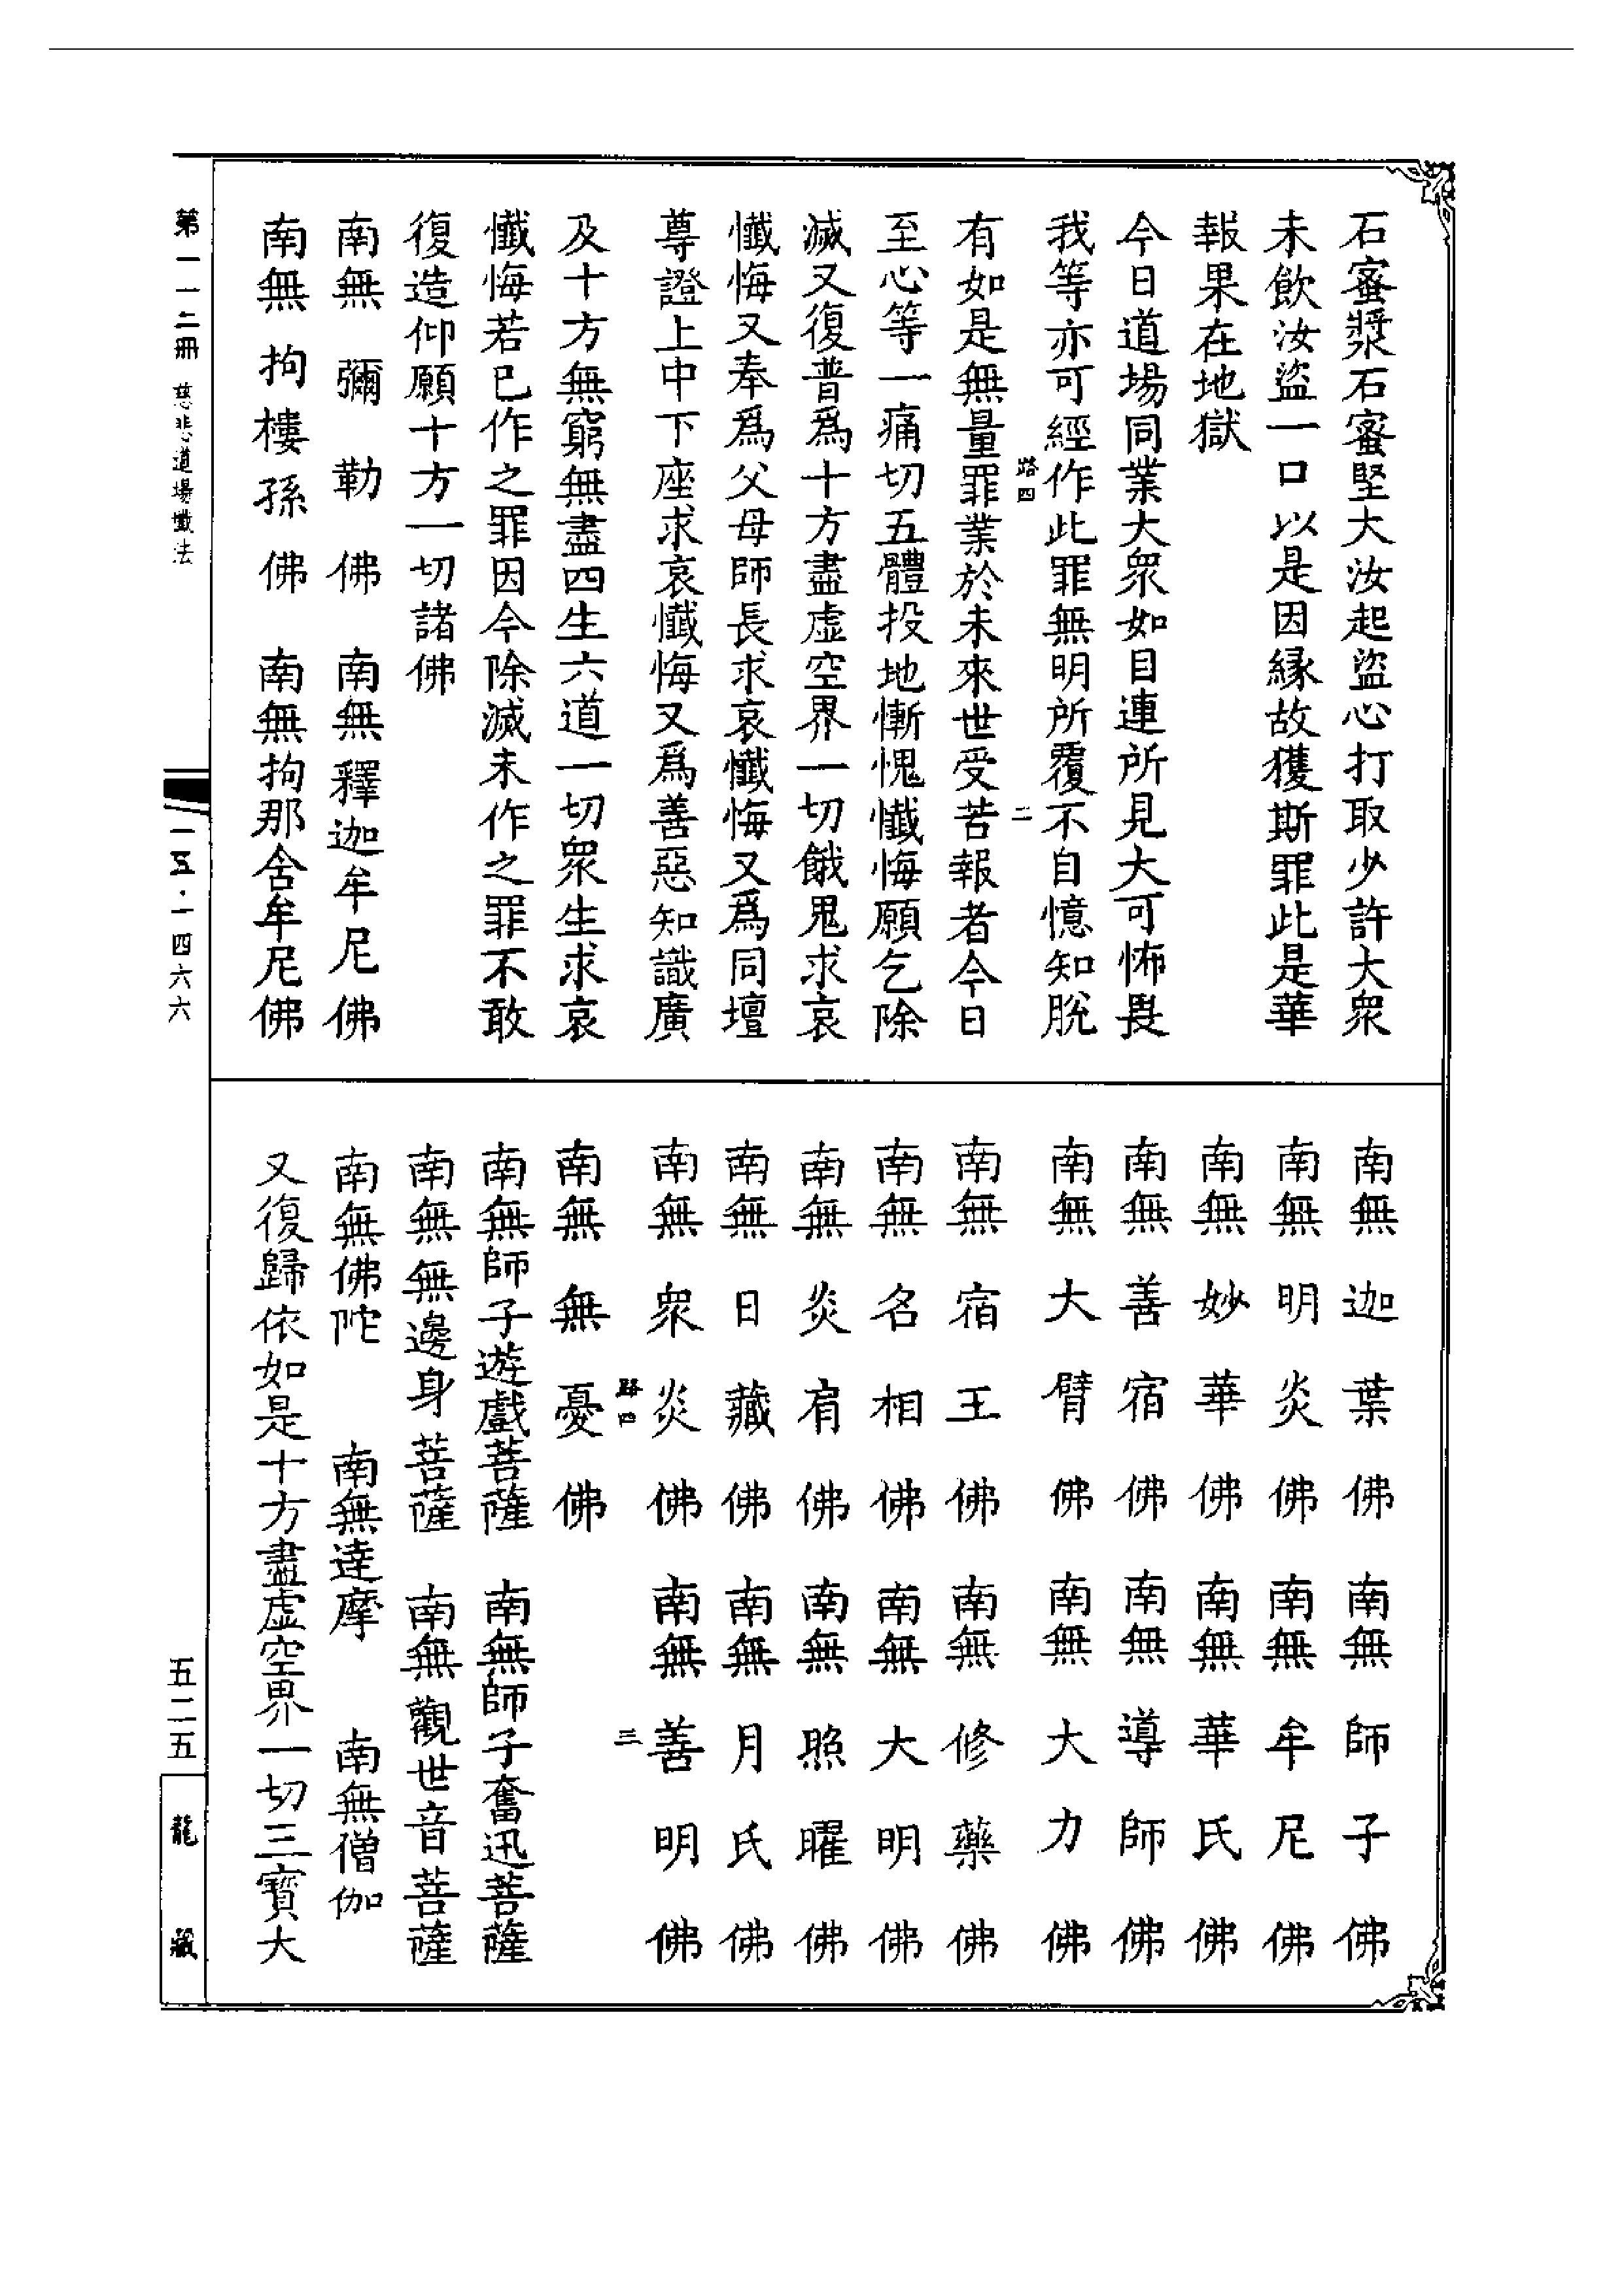 石蜜漿石蜜堅大汝起盜心打取少許大衆
未飲汝盜一口以是因緣故獲斯罪此是華
報果在地獄
今日道場同業大衆如目連所見大可怖畏
我等亦可經作此罪無明所覆不自憶知脫
路四 二
有如是無量罪業於未來世受苦報者今日
至心等一痛切五體投地慚愧懺悔願乞除
滅又復普爲十方盡虛空界一切餓鬼求哀
懺悔又奉爲父母師長求哀懺悔又爲同壇
尊證上中下座求哀懺悔又爲善惡知識廣
及十方無窮無盡四生六道一切衆生求哀
懺悔若已作之罪因今除滅未作之罪不敢
復造仰願十方一切諸佛
南無彌勒佛 南無釋迦牟尼佛
南無拘樓孫佛 南無拘那含牟尼佛
南無迦葉佛 南無師子佛
南無明炎佛 南無牟尼佛
南無妙華佛 南無華氏佛
南無善宿佛 南無導師佛
南無大臂佛 南無大力佛
南無宿王佛 南無修藥佛
南無名相佛 南無大明佛
南無炎肩佛 南無照曜佛
南無日藏佛 南無月氏佛
南無衆炎佛 南無善明佛
路四 三
南無無憂佛
南無師子遊戲菩薩 南無師子奮迅菩薩
南無無邊身菩薩 南無觀世音菩薩
南無佛陀 南無達摩 南無僧伽
又復歸依如是十方盡虛空界一切三寶大
第一一二冊 慈悲道場懺法
一五·一四六六
五二五
龍藏